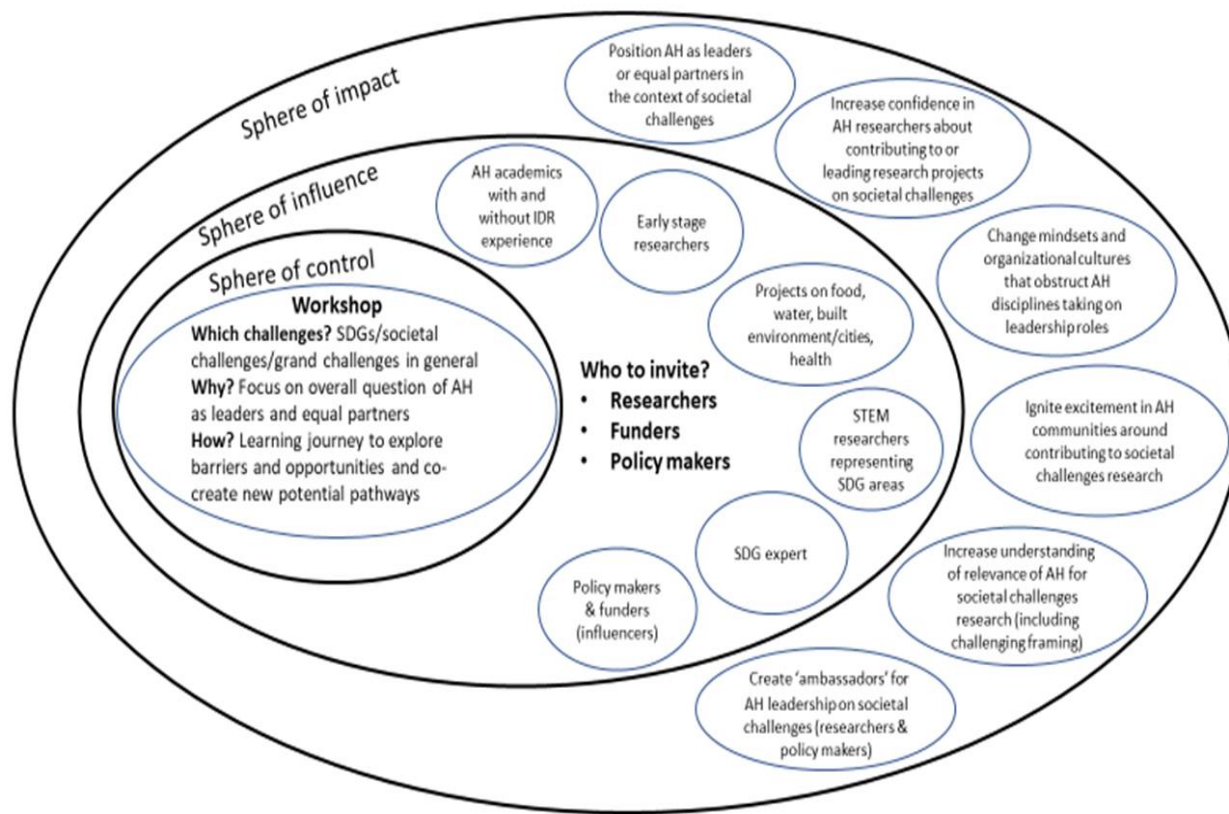 Sphere of impact
Position AH as leaders
or equal partners in
the context of societal
challenges
Increase confidence in
AH researchers about
contributing to or
leading research projects
on societal challenges
Change mindsets and
organizational cultures
that obstruct AH
disciplines taking on
leadership roles
Ignite excitement in AH
communities around
contributing to societal
challenges research
Increase understanding
of relevance of AH for
societal challenges
research (including
challenging framing)
Create ‘ambassadors’ for
AH leadership on societal
challenges (researchers &
policy makers)
Sphere of influence
AH academics
with and
without IDR
experience
Early stage
researchers
Projects on food,
water, built
environment/cities,
health
STEM
researchers
representing
SDG areas
SDG expert
Policy makers
& funders
(influencers)
Who to invite?
• Researchers
• Funders
• Policy makers
Sphere of control
Workshop
Which challenges? SDGs/societal
challenges/grand challenges in general
Why? Focus on overall question of AH
as leaders and equal partners
How? Learning journey to explore
barriers and opportunities and co-
create new potential pathways